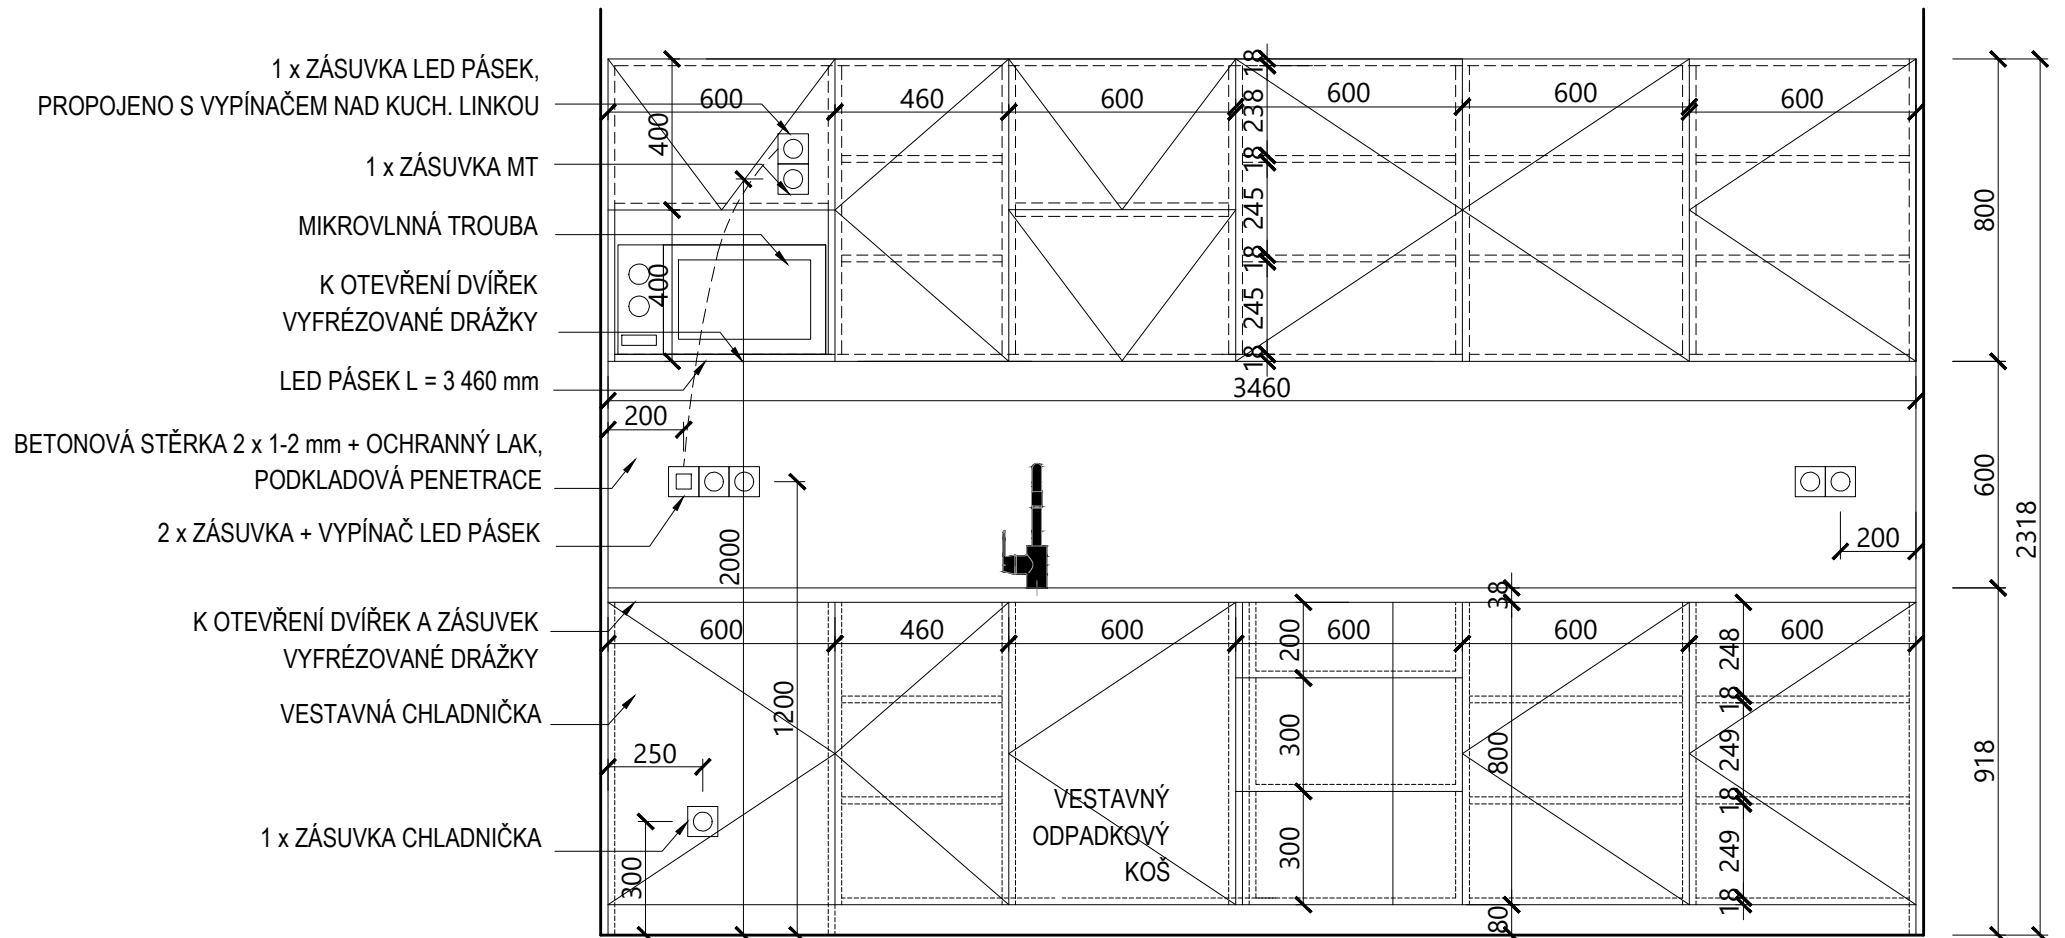 1 x ZÁSUVKA LED PÁSEK,
PROPOJENO S VYPÍNAČEM NAD KUCH. LINKOU
1 x ZÁSUVKA MT
MIKROVLNNÁ TROUBA
K OTEVŘENÍ DVÍŘEK
VYFRÉZOVANÉ DRÁŽKY
LED PÁSEK L = 3 460 mm
BETONOVÁ STĚRKA 2 x 1-2 mm + OCHRANNÝ LAK,
PODKLADOVÁ PENETRACE
2 x ZÁSUVKA + VYPÍNAČ LED PÁSEK
K OTEVŘENÍ DVÍŘEK A ZÁSUVEK
VYFRÉZOVANÉ DRÁŽKY
VESTAVNÁ CHLADNIČKA
1 x ZÁSUVKA CHLADNIČKA
600
460
600
600
600
600
400
400
18
238
18
245
18
245
18
3460
200
200
2000
1200
800
600
918
2318
600
460
600
600
600
600
38
800
80
200
300
300
248
18
249
18
249
18
250
300
VESTAVNÝ
ODPADKOVÝ
KOŠ